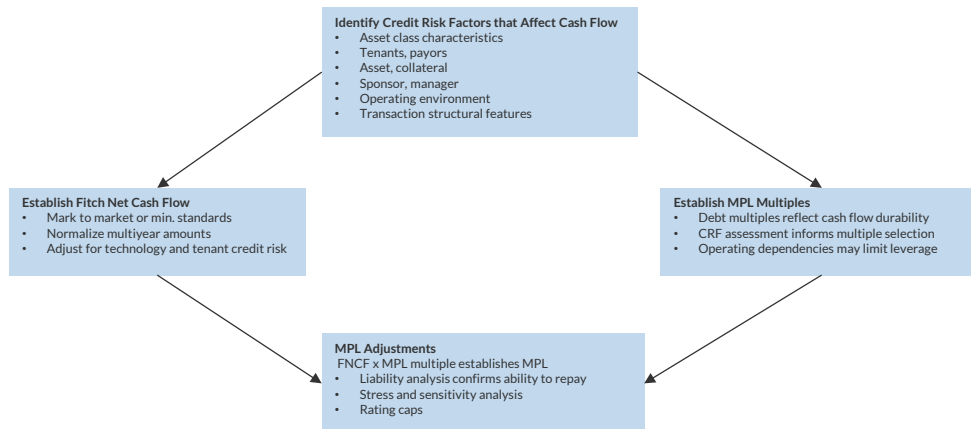 Identify Credit Risk Factors that Affect Cash Flow
• Asset class characteristics
• Tenants, payors
• Asset, collateral
• Sponsor, manager
• Operating environment
• Transaction structural features
Establish Fitch Net Cash Flow
• Mark to market or min. standards
• Normalize multiyear amounts
• Adjust for technology and tenant credit risk
Establish MPL Multiples
• Debt multiples reflect cash flow durability
• CRF assessment informs multiple selection
• Operating dependencies may limit leverage
MPL Adjustments
FNCF x MPL multiple establishes MPL
• Liability analysis confirms ability to repay
• Stress and sensitivity analysis
• Rating caps